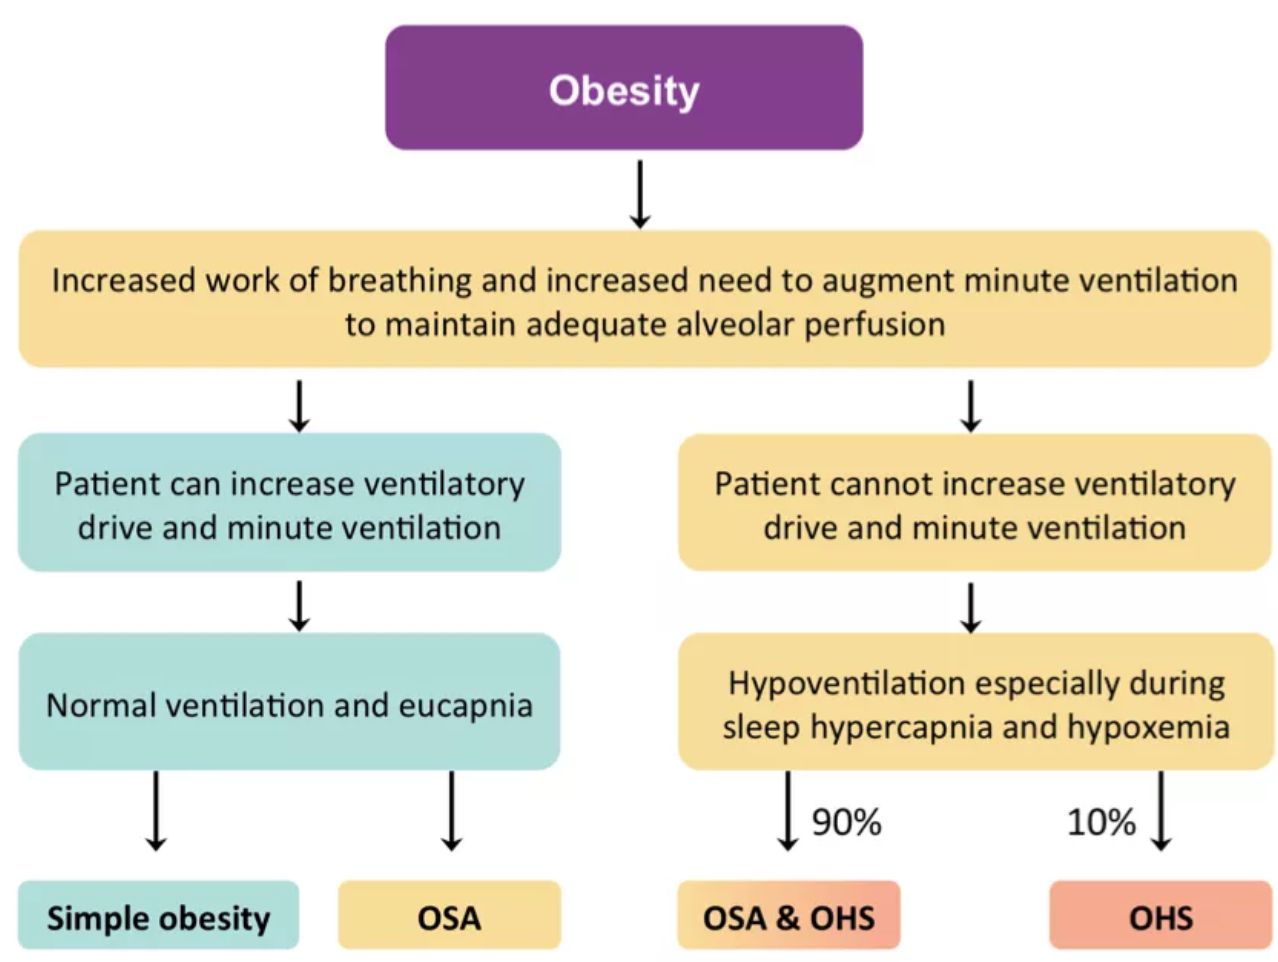 Obesity
Increased work of breathing and increased need to augment minute ventilation
to maintain adequate alveolar perfusion
Patient can increase ventilatory
drive and minute ventilation
Patient cannot increase ventilatory
drive and minute ventilation
Normal ventilation and eucapnia
Hypoventilation especially during
sleep hypercapnia and hypoxemia
90%
10%
Simple obesity
OSA
OSA & OHS
OHS